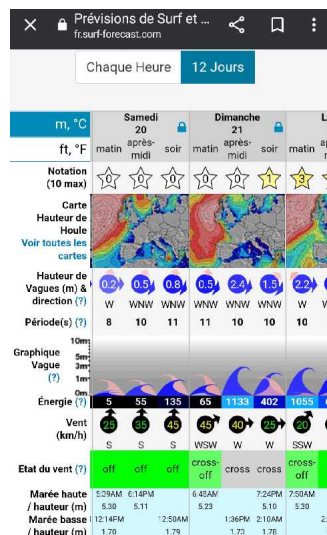 Prévisions de Surf et ...
fr.surf-forecast.com
Chaque Heure 12 Jours
m, °C
ft, °F
Samedi 20
Dimanche 21
L
matin après-midi soir matin après-midi soir matin
Notation (10 max) 0 0 0 0 0 1 3
Carte Hauteur de Houle
Voir toutes les cartes
Hauteur de Vagues (m) & direction (?) 0.2 0.5 0.8 0.5 2.4 1.5 2.2
W WNW WNW WNW W WNW W
Période(s) (?) 8 10 11 11 10 10 10
Graphique Vague (?)
10m
5m
3m
1m
0m
Énergie (?) 5 55 135 65 1133 402 1055
Vent (km/h) 25 35 45 45 40 25 20
S S S WSW W W SSW
Etat du vent (?) off off off cross-off cross cross cross-off
Marée haute / hauteur (m) 5:39AM 6:14PM 6:48AM 7:24PM 7:50AM
5.30 5.11 5.23 5.10 5.30
Marée basse / hauteur (m) 12:14PM 12:50AM 1:36PM 2:10AM
1.70 1.79 1.73 1.78